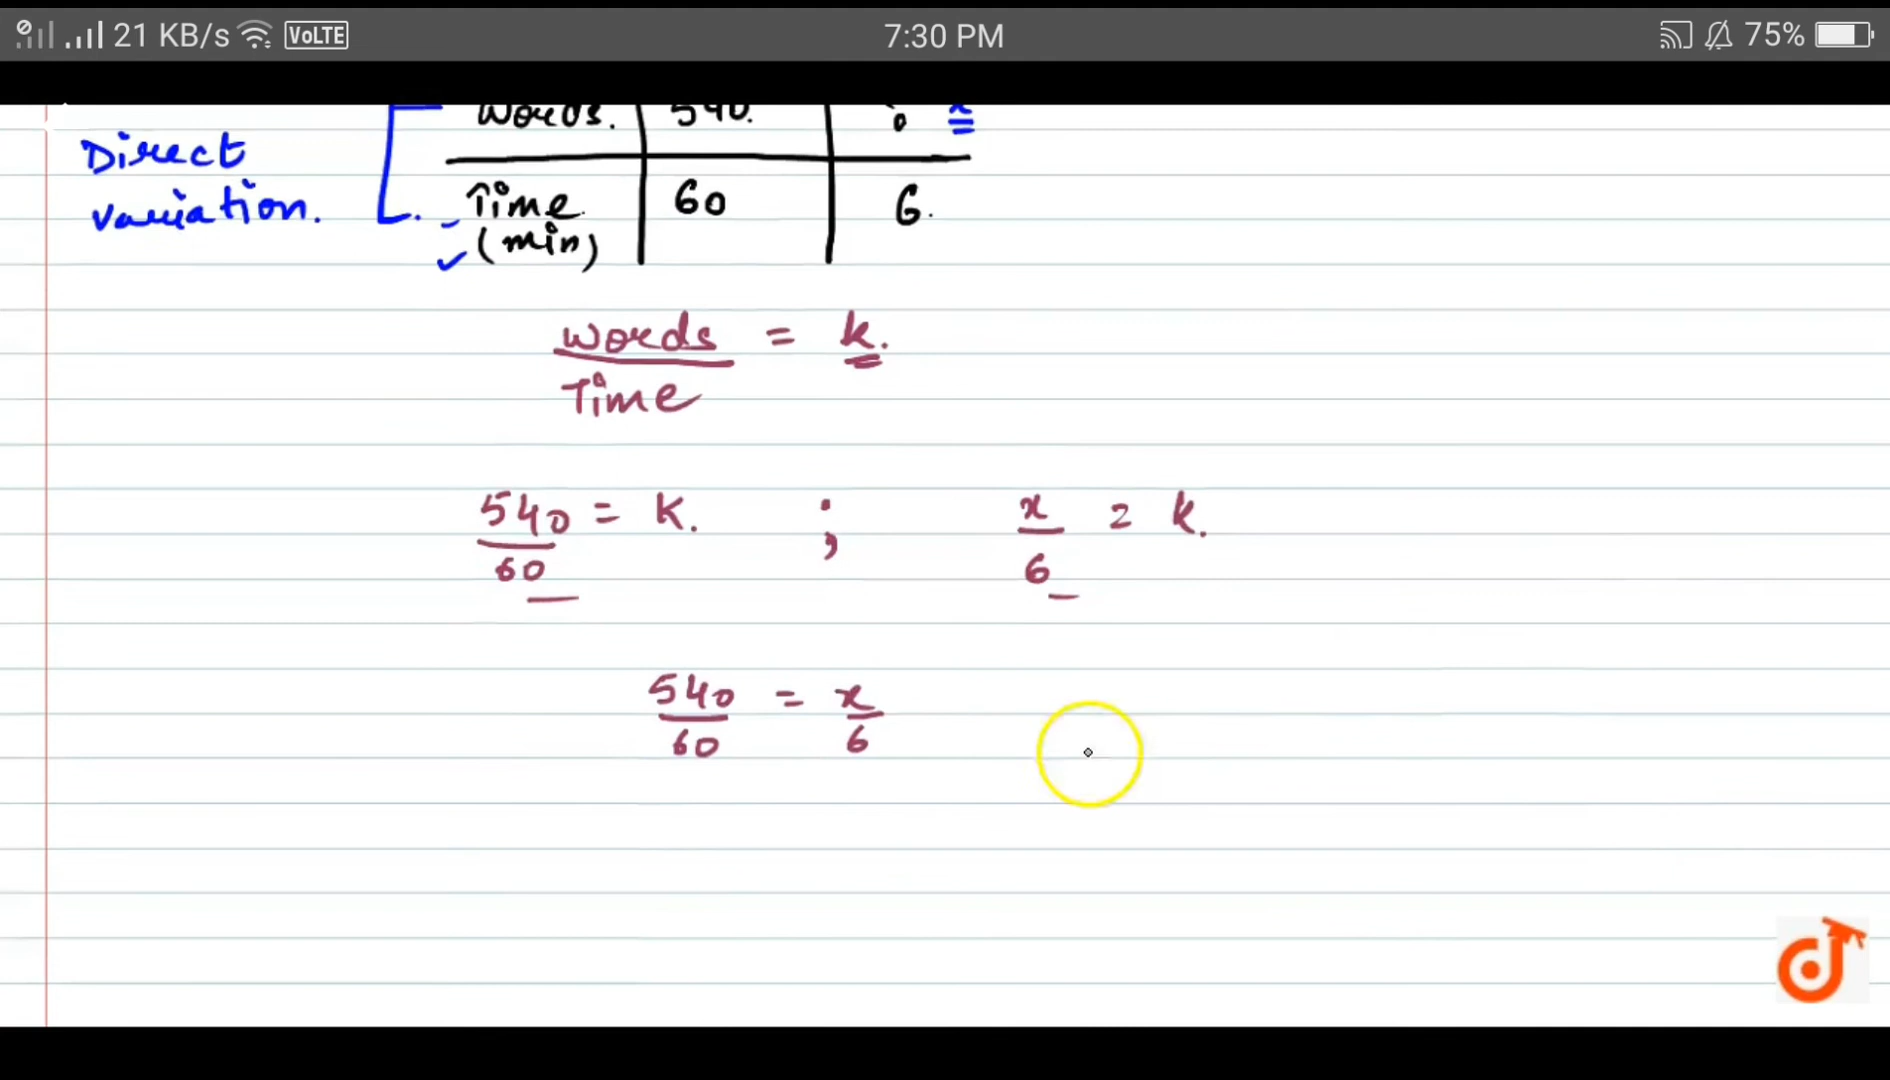 21 KB/s VoLTE 7:30 PM 75%
Words. 540. x
Direct
variation.
Time 60 6.
(min)
words = k.
Time
540 = K. ; x = k.
60 6
540 = x
60 6